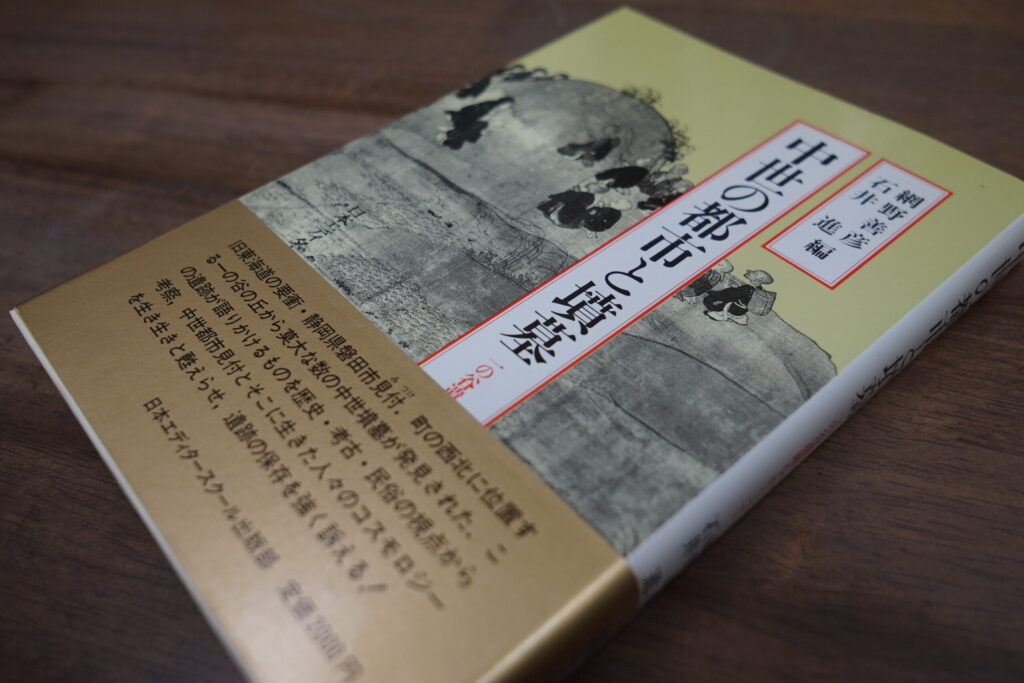 中世の都市と墳墓
一の谷
網野善彦
石井　進　編
旧東海道の要衝・静岡県磐田市見付。町の西北に位置す
る一の谷の丘から莫大な数の中世墳墓が発見された。こ
の遺跡が語りかけるものを歴史・考古・民俗の視点から
考察，中世都市見付とそこに生きた人々のコスモロジー
を生き生きと甦えらせ，遺跡の保存を強く訴える！
日本エディタースクール出版部　定価2000円